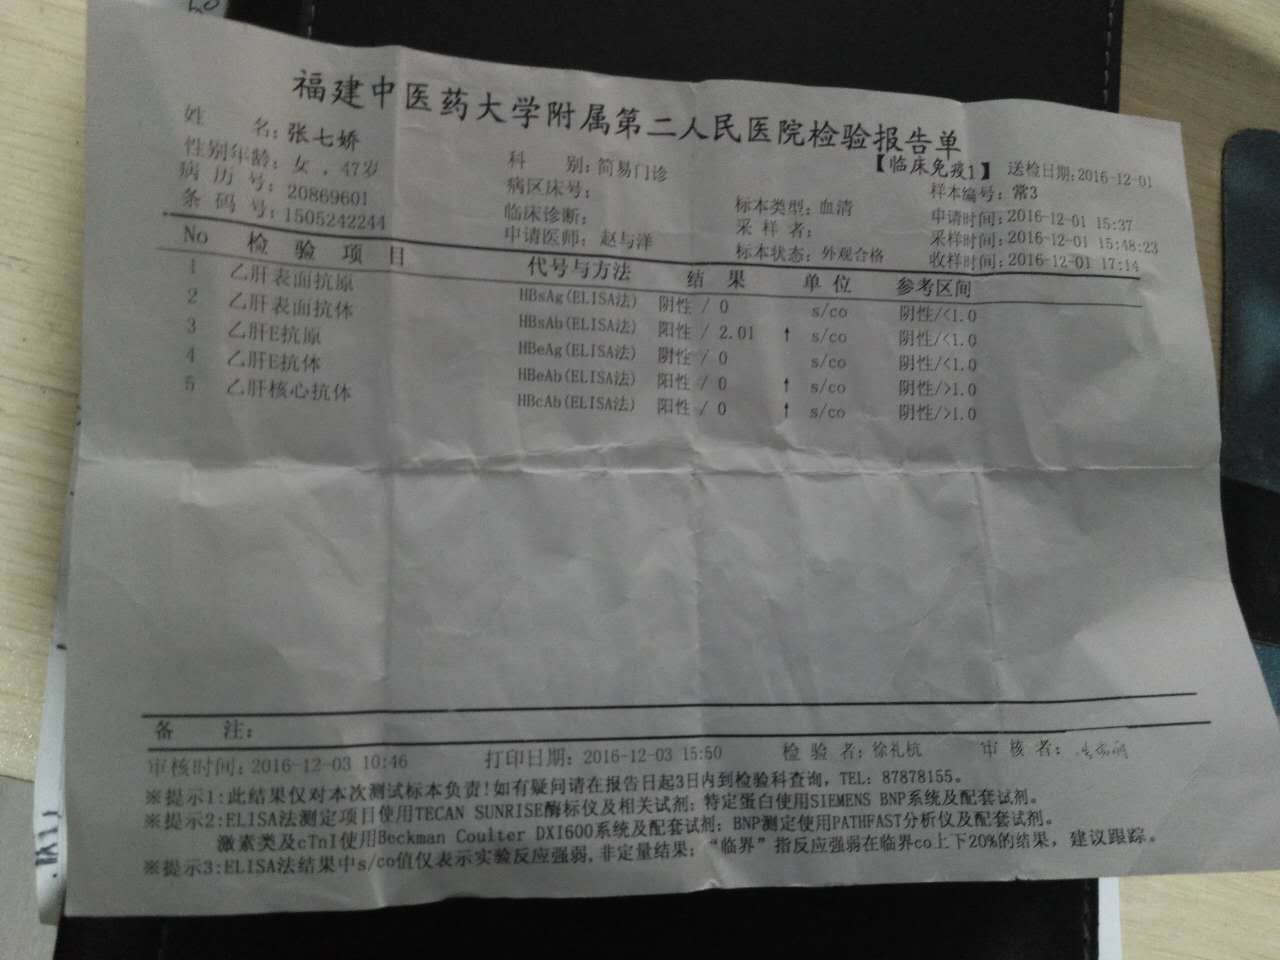 福建中医药大学附属第二人民医院检验报告单
【临床免疫1】 送检日期:2016-12-01
姓 名: 张七娇 科 别: 简易门诊 样本编号: 常3
性别年龄: 女 , 47岁 病区床号: 标本类型: 血清 申请时间: 2016-12-01 15:37
病 历 号: 20869601 临床诊断: 采 样 者: 采样时间: 2016-12-01 15:48:23
条 码 号: 1505242244 申请医师: 赵与洋 标本状态: 外观合格 收样时间: 2016-12-01 17:14
No 检 验 项 目 代号与方法 结 果 单 位 参考区间
1 乙肝表面抗原 HBsAg(ELISA法) 阴性 / 0 s/co 阴性/<1.0
2 乙肝表面抗体 HBsAb(ELISA法) 阳性 / 2.01 ↑ s/co 阴性/<1.0
3 乙肝E抗原 HBeAg(ELISA法) 阴性 / 0 s/co 阴性/<1.0
4 乙肝E抗体 HBeAb(ELISA法) 阳性 / 0 ↑ s/co 阴性/>1.0
5 乙肝核心抗体 HBcAb(ELISA法) 阳性 / 0 ↑ s/co 阴性/>1.0
备 注:
审核时间: 2016-12-03 10:46 打印日期: 2016-12-03 15:50 检 验 者: 徐礼杭 审 核 者:
※提示1:此结果仅对本次测试标本负责!如有疑问请在报告日起3日内到检验科查询, TEL: 87878155。
※提示2:ELISA法测定项目使用TECAN SUNRISE酶标仪及相关试剂; 特定蛋白使用SIEMENS BNP系统及配套试剂。
激素类及cTnI使用Beckman Coulter DXI600系统及配套试剂; BNP测定使用PATHFAST分析仪及配套试剂。
※提示3:ELISA法结果中s/co值仅表示实验反应强弱, 非定量结果; “临界”指反应强弱在临界co上下20%的结果, 建议跟踪。